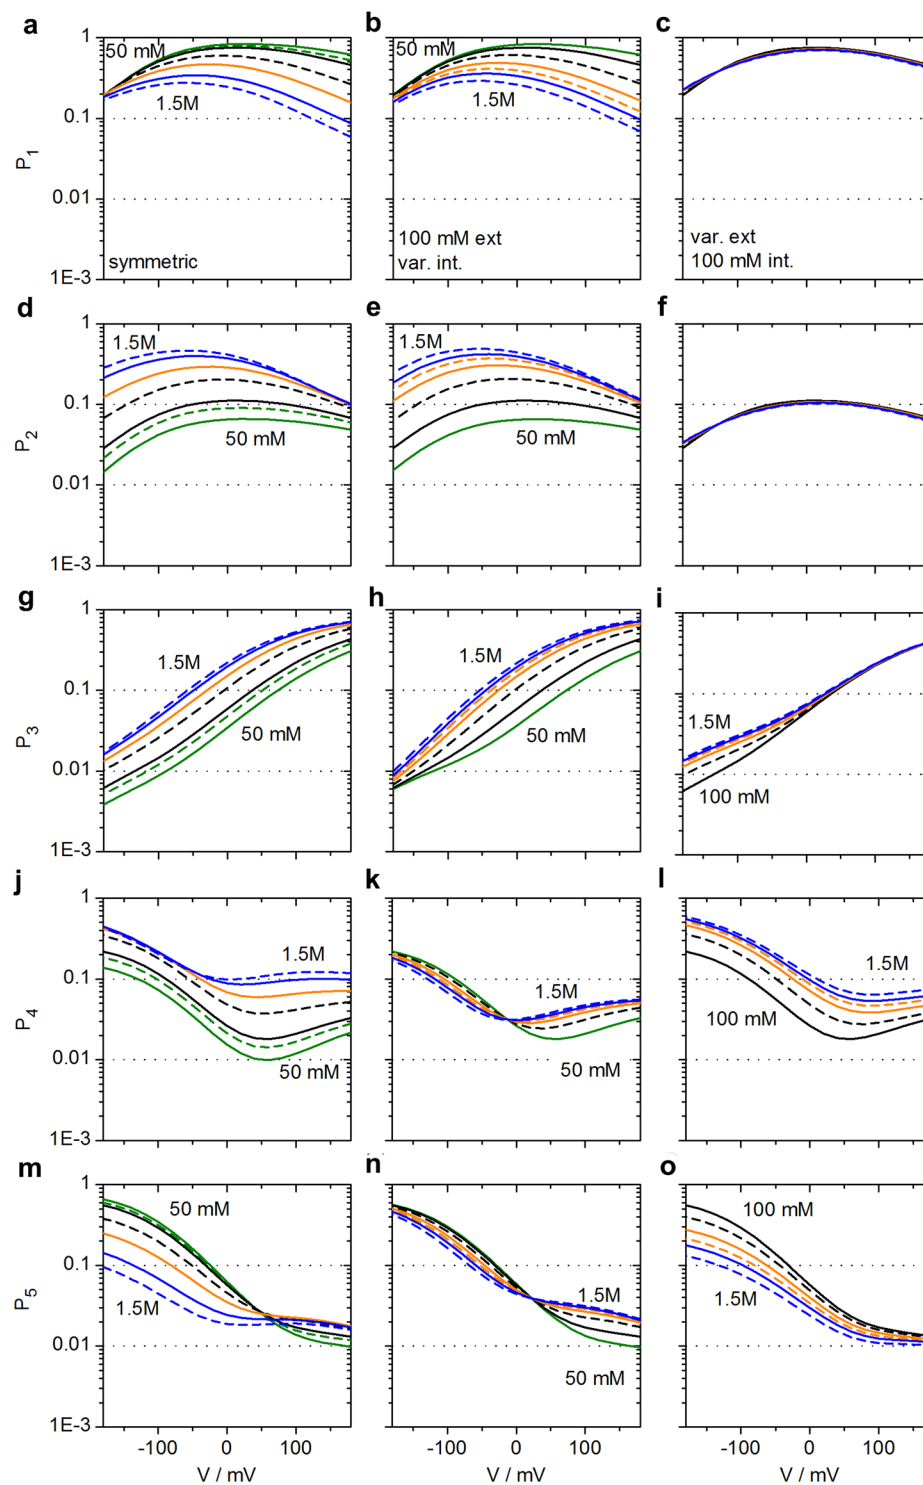 a
b
c
1
0.1
0.01
1E-3
P1
50 mM
1.5M
symmetric
50 mM
1.5M
100 mM ext
var. int.
var. ext
100 mM int.
d
e
f
1
0.1
0.01
1E-3
P2
1.5M
50 mM
1.5M
50 mM
g
h
i
1
0.1
0.01
1E-3
P3
1.5M
50 mM
1.5M
50 mM
1.5M
100 mM
j
k
l
1
0.1
0.01
1E-3
P4
1.5M
50 mM
1.5M
50 mM
1.5M
100 mM
m
n
o
1
0.1
0.01
1E-3
P5
50 mM
1.5M
1.5M
50 mM
100 mM
1.5M
-100 0 100
-100 0 100
-100 0 100
V / mV
V / mV
V / mV